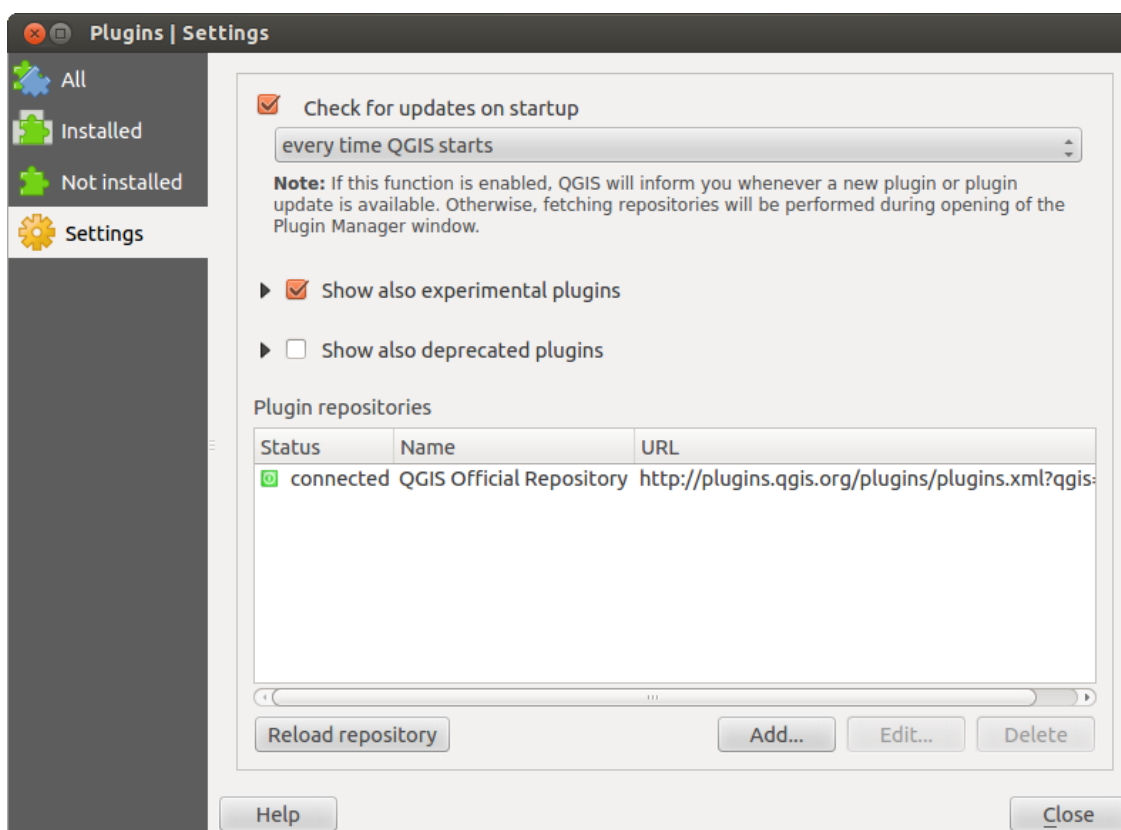 Plugins | Settings
All
Installed
Not installed
Settings
Check for updates on startup
every time QGIS starts
Note: If this function is enabled, QGIS will inform you whenever a new plugin or plugin
update is available. Otherwise, fetching repositories will be performed during opening of the
Plugin Manager window.
Show also experimental plugins
Show also deprecated plugins
Plugin repositories
Status Name URL
connected QGIS Official Repository http://plugins.qgis.org/plugins/plugins.xml?qgis=
Reload repository Add... Edit... Delete
Help Close